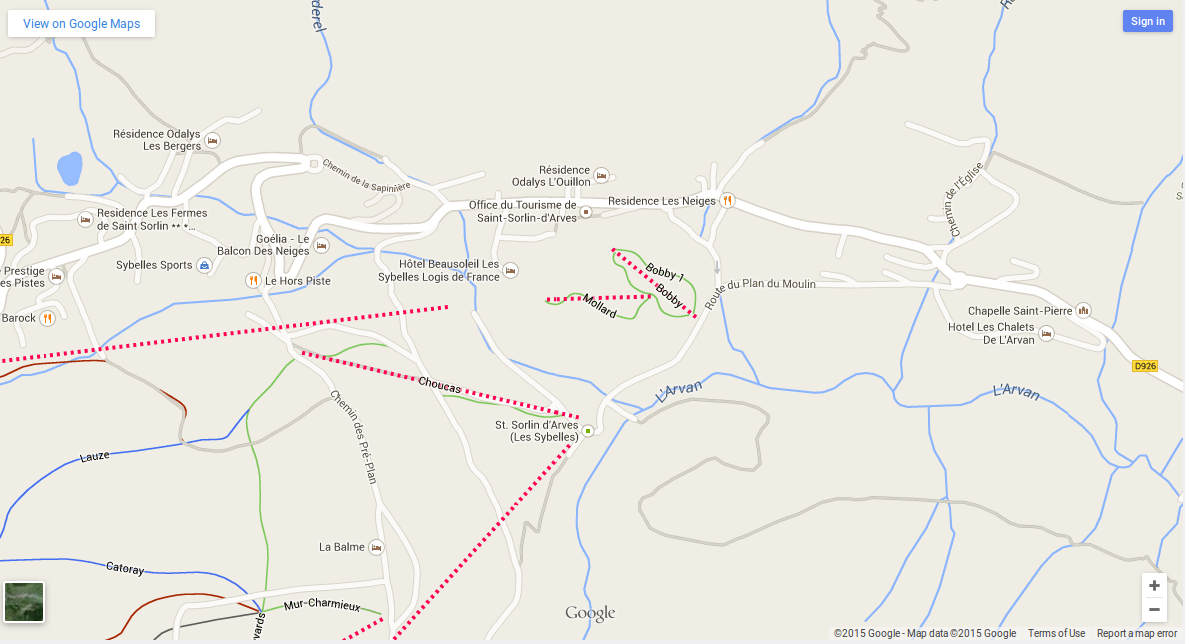 View on Google Maps
Sign in
derel
Résidence Odalys
Les Bergers
Chemin de la Sapinière
Résidence
Odalys L'Ouillon
Chemin de l'Église
Office du Tourisme de
Saint-Sorlin-d'Arves
Residence Les Neiges
Residence Les Fermes
de Saint Sorlin ** *...
26
Goélia - Le
Balcon Des Neiges
Sybelles Sports
Hôtel Beausoleil Les
Sybelles Logis de France
Prestige
es Pistes
Le Hors Piste
Bobby 1
Bobby
Mollard
Route du Plan du Moulin
Barock
Chapelle Saint-Pierre
Hotel Les Chalets
De L'Arvan
D926
Choucas
L'Arvan
L'Arvan
Chemin des Pré-Plan
St. Sorlin d'Arves
(Les Sybelles)
Lauze
La Balme
Catoray
Mur-Charmieux
vards
Google
+
−
©2015 Google - Map data ©2015 Google
Terms of Use
Report a map error